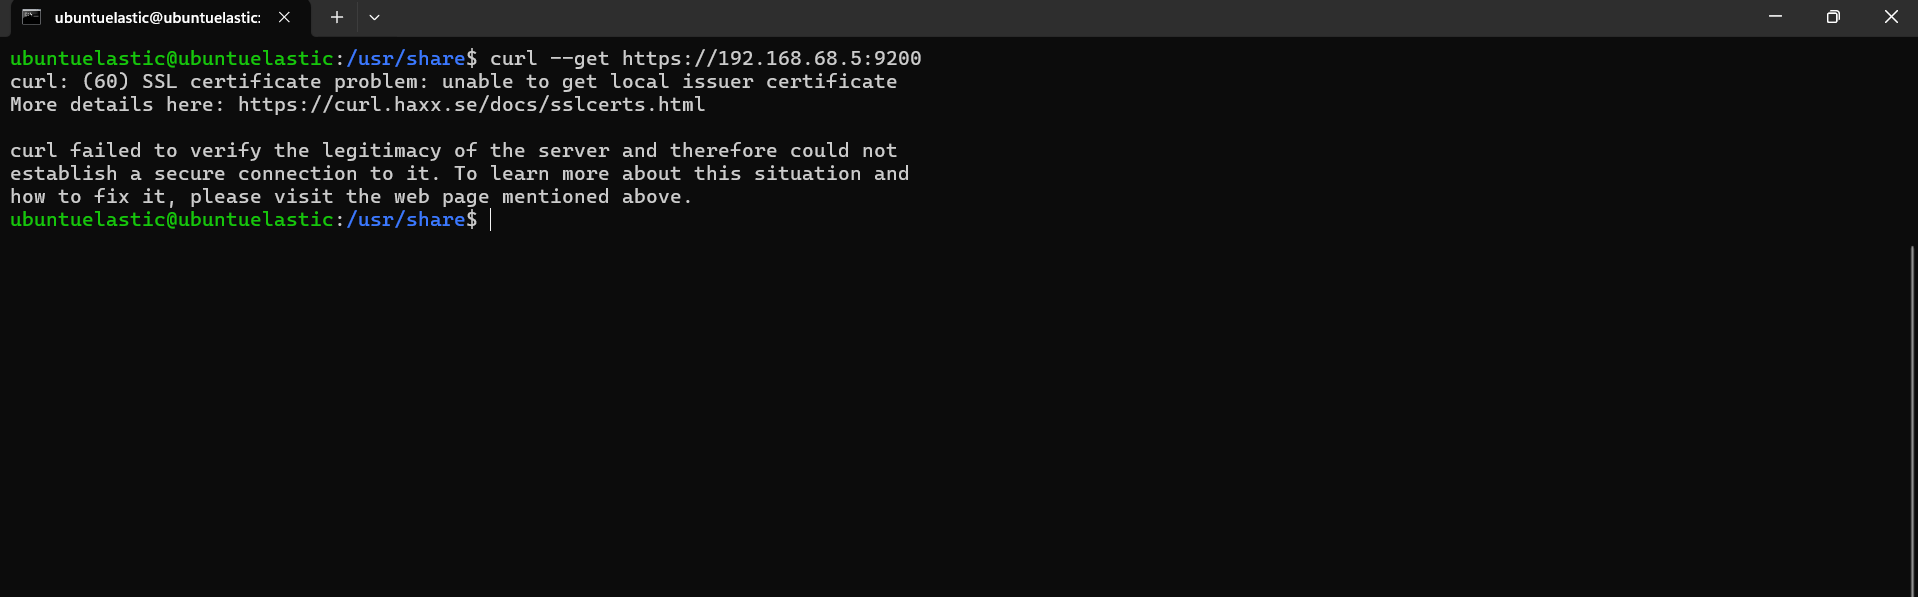 ubuntuelastic@ubuntuelastic:
ubuntuelastic@ubuntuelastic:/usr/share$ curl --get https://192.168.68.5:9200
curl: (60) SSL certificate problem: unable to get local issuer certificate
More details here: https://curl.haxx.se/docs/sslcerts.html
curl failed to verify the legitimacy of the server and therefore could not
establish a secure connection to it. To learn more about this situation and
how to fix it, please visit the web page mentioned above.
ubuntuelastic@ubuntuelastic:/usr/share$